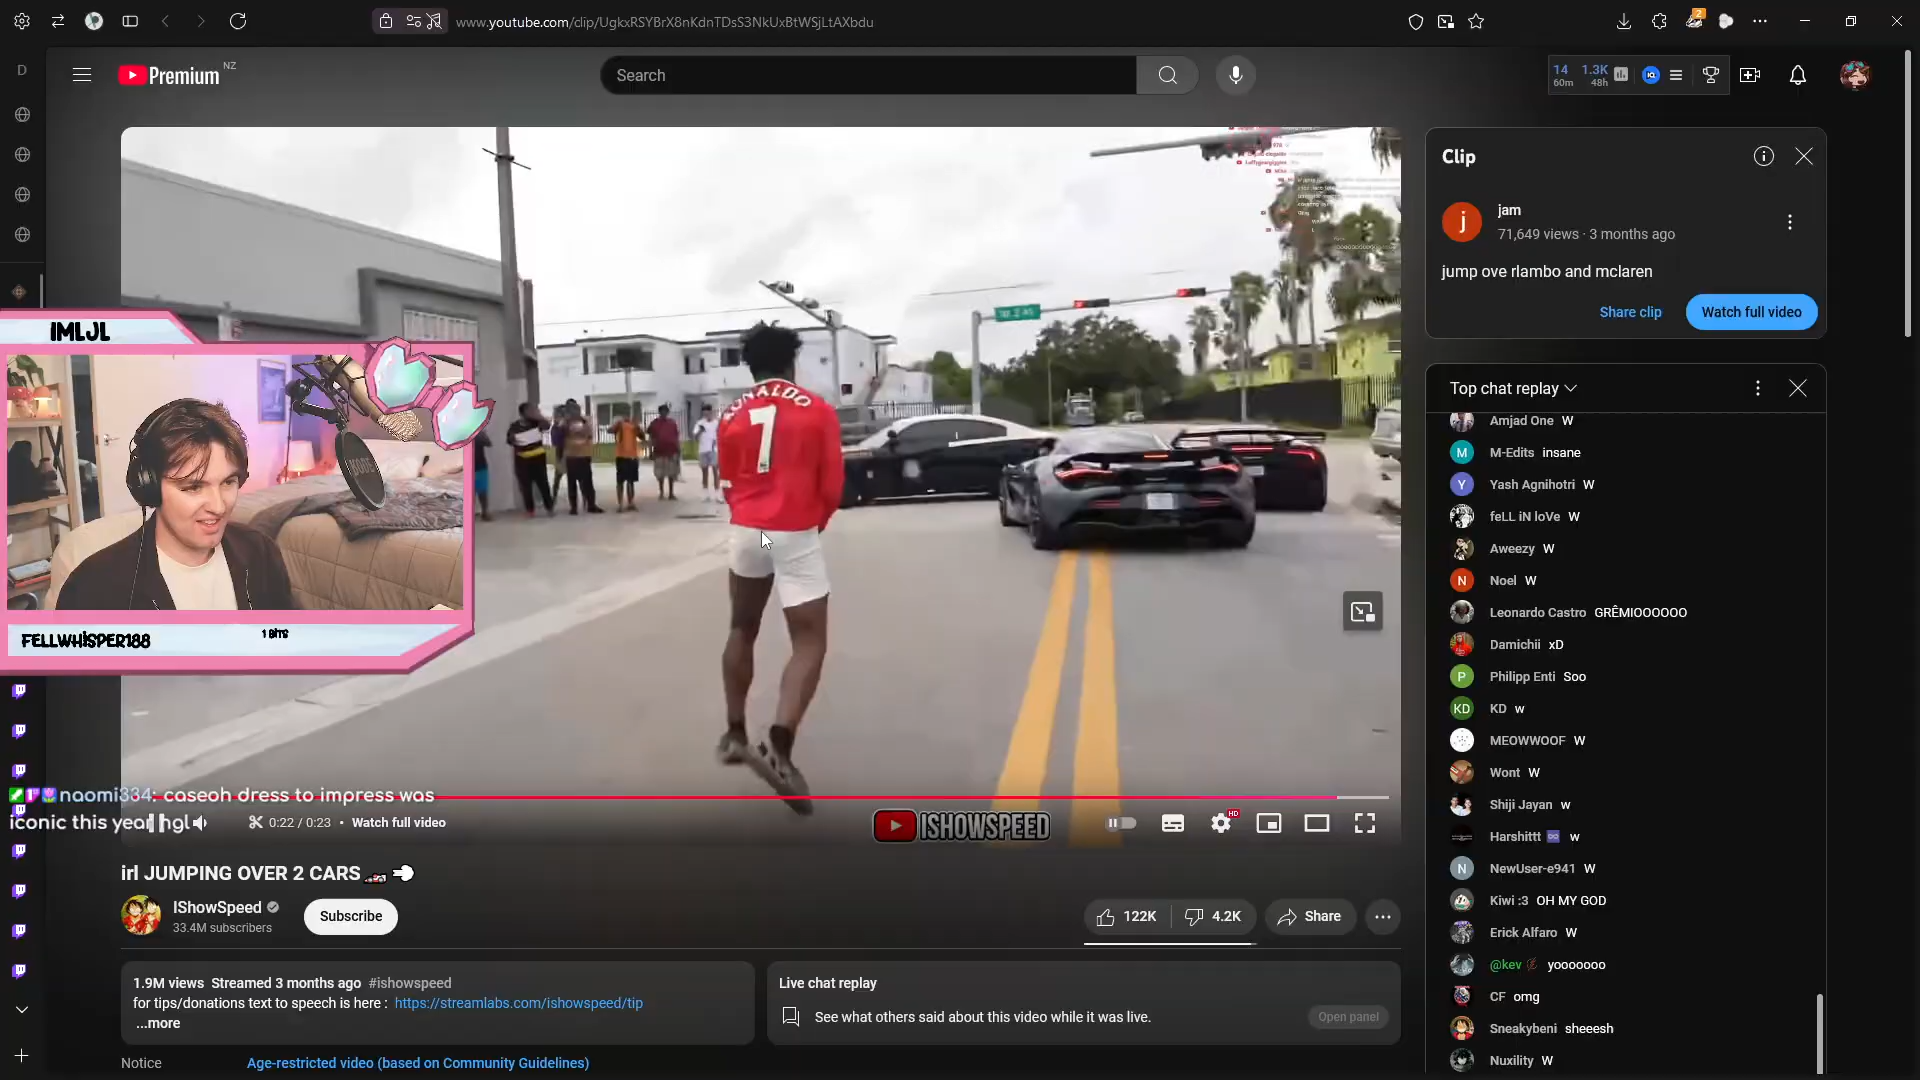 www.youtube.com/clip/UgkxRSYBrX8nKdnTDsS3NkUxBtWSjLtAXbdu
Premium NZ
Search
14 60m 1.3K 48h
2
D
RONALDO
7
IMLJL
FELLWHISPER188 1 BITS
naomi334: caseoh dress to impress was
iconic this year ngl
0:22 / 0:23 • Watch full video
ISHOWSPEED
HD
irl JUMPING OVER 2 CARS
IShowSpeed
33.4M subscribers
Subscribe
122K 4.2K Share
1.9M views Streamed 3 months ago #ishowspeed
for tips/donations text to speech is here : https://streamlabs.com/ishowspeed/tip
...more
Live chat replay
See what others said about this video while it was live.
Open panel
Notice Age-restricted video (based on Community Guidelines)
Clip
j
jam
71,649 views · 3 months ago
jump ove rlambo and mclaren
Share clip Watch full video
Top chat replay
Amjad One W
M M-Edits insane
Y Yash Agnihotri W
feLL iN loVe W
Aweezy W
N Noel W
Leonardo Castro GRÊMIOOOOOO
Damichii xD
P Philipp Enti Soo
KD KD w
MEOWWOOF W
Wont W
Shiji Jayan w
Harshittt w
N NewUser-e941 W
Kiwi :3 OH MY GOD
Erick Alfaro W
@kev yooooooo
CF omg
Sneakybeni sheeesh
Nuxility W